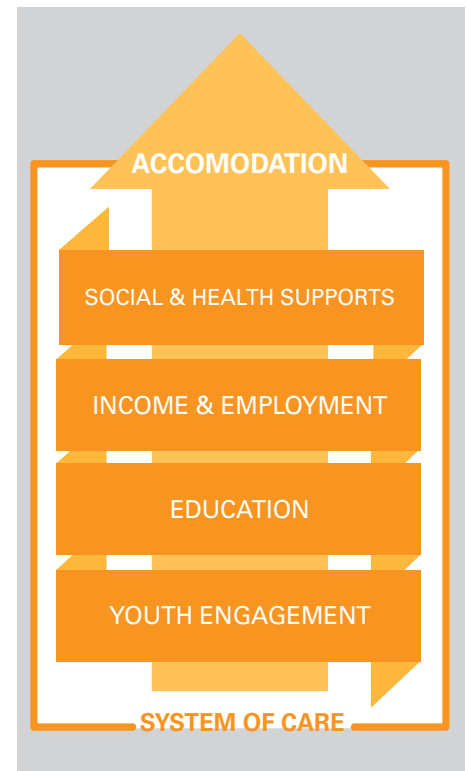 ACCOMODATION
SOCIAL & HEALTH SUPPORTS
INCOME & EMPLOYMENT
EDUCATION
YOUTH ENGAGEMENT
SYSTEM OF CARE